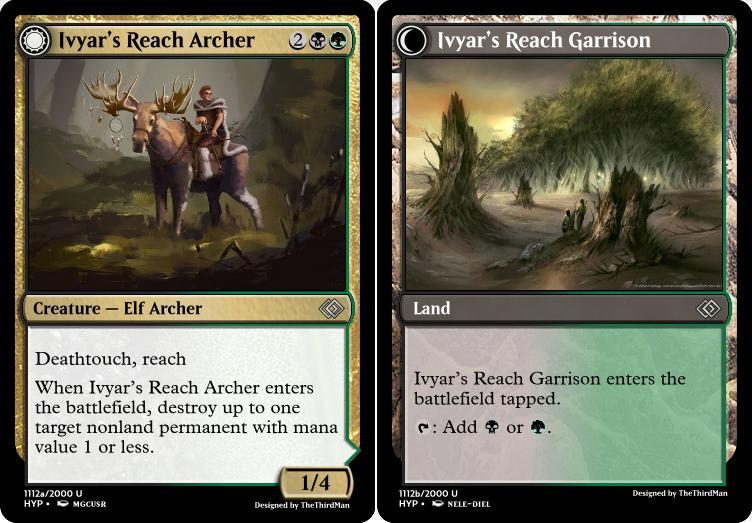 Ivyar's Reach Archer 2
Creature — Elf Archer
Deathtouch, reach
When Ivyar's Reach Archer enters
the battlefield, destroy up to one
target nonland permanent with mana
value 1 or less.
1/4
1112a/2000 U
HYP • MGCUSR
Designed by TheThirdMan
Ivyar's Reach Garrison
Land
Ivyar's Reach Garrison enters the
battlefield tapped.
: Add or .
1112b/2000 U
HYP • NELE-DIEL
Designed by TheThirdMan